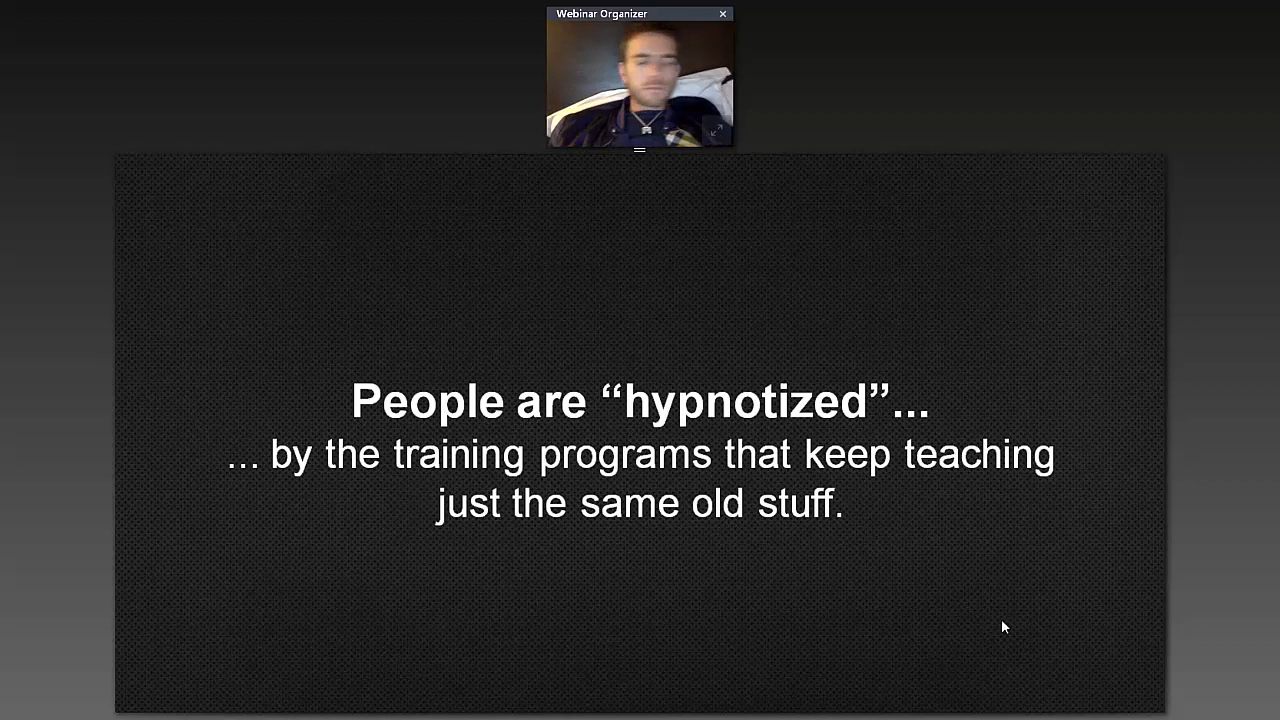 Webinar Organizer
People are “hypnotized”...
... by the training programs that keep teaching
just the same old stuff.